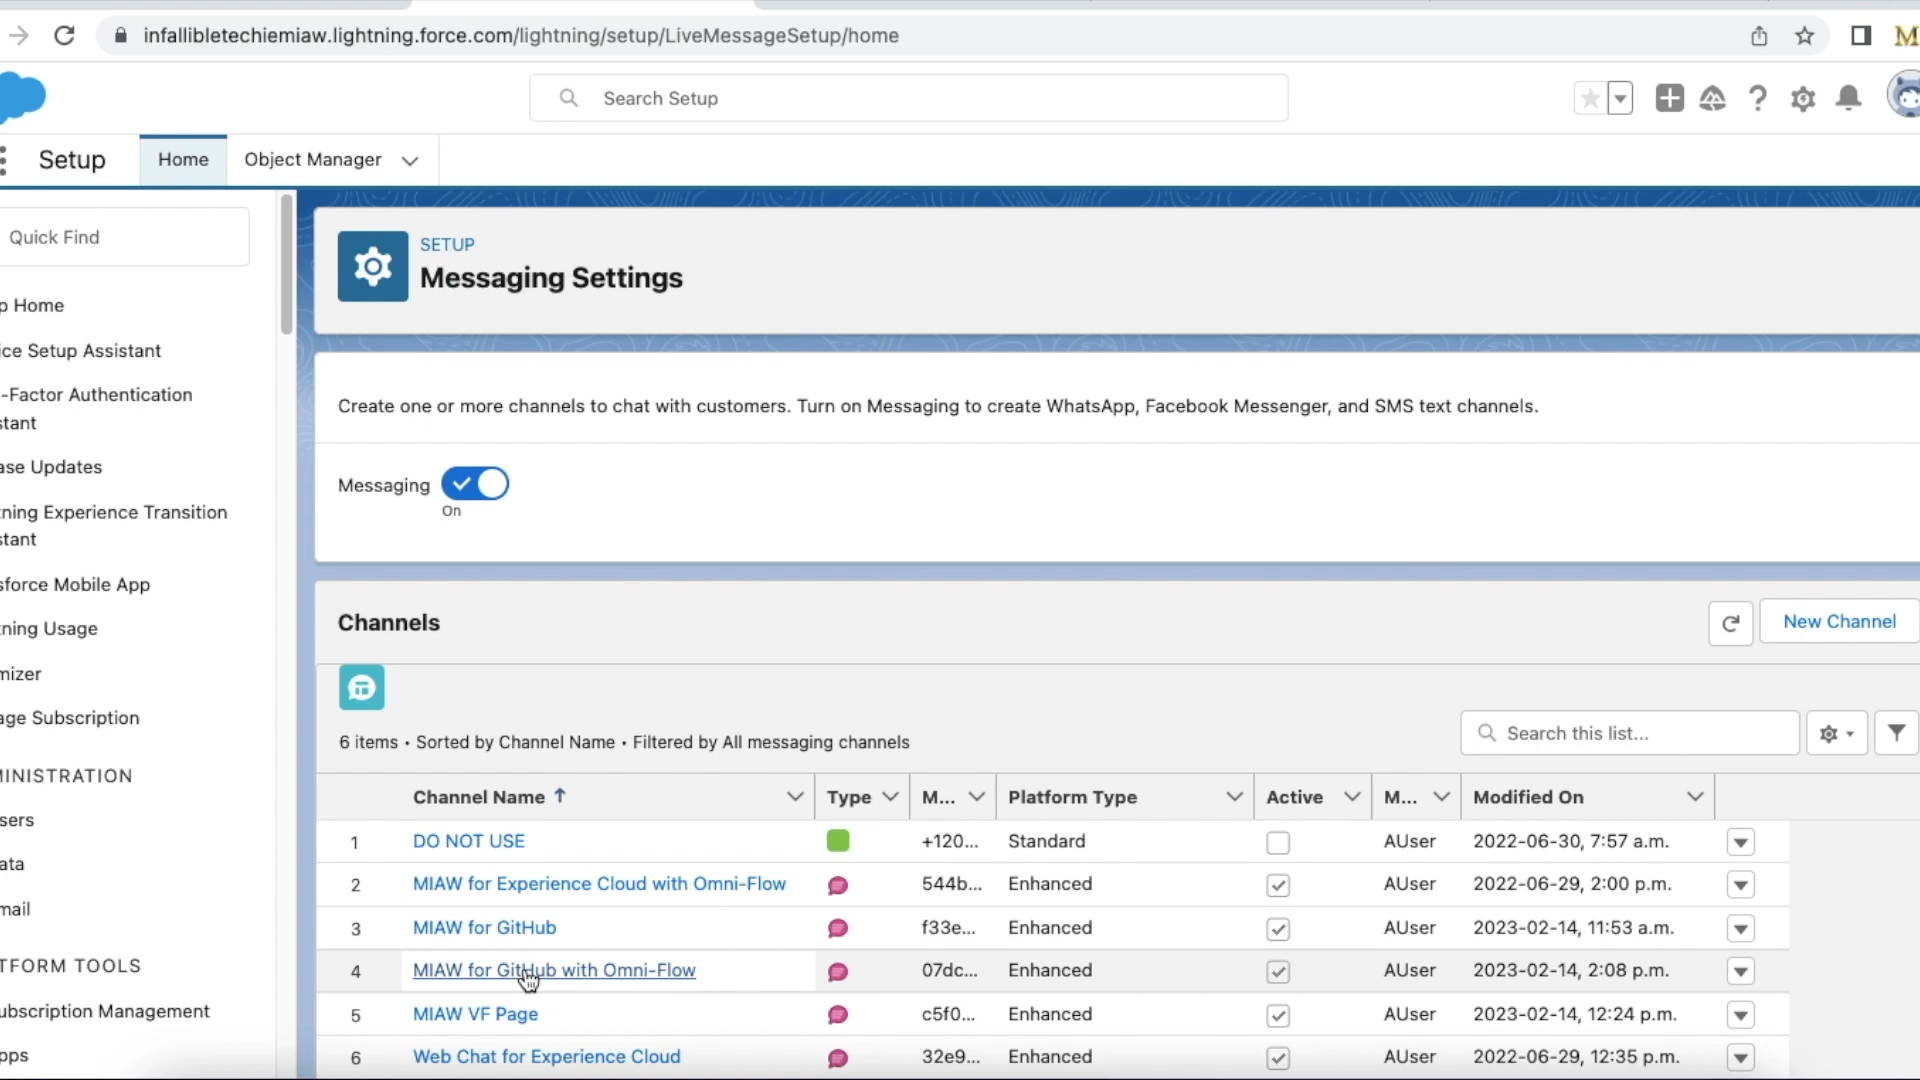 infallibletechiemiaw.lightning.force.com/lightning/setup/LiveMessageSetup/home
M
Search Setup
Setup
Home
Object Manager
Quick Find
p Home
ice Setup Assistant
-Factor Authentication
stant
ase Updates
tning Experience Transition
stant
sforce Mobile App
tning Usage
mizer
age Subscription
MINISTRATION
sers
ata
mail
TFORM TOOLS
ubscription Management
pps
SETUP
Messaging Settings
Create one or more channels to chat with customers. Turn on Messaging to create WhatsApp, Facebook Messenger, and SMS text channels.
Messaging
On
Channels
New Channel
6 items • Sorted by Channel Name • Filtered by All messaging channels
Search this list...
Channel Name Type M... Platform Type Active M... Modified On
1 DO NOT USE +120... Standard AUser 2022-06-30, 7:57 a.m.
2 MIAW for Experience Cloud with Omni-Flow 544b... Enhanced AUser 2022-06-29, 2:00 p.m.
3 MIAW for GitHub f33e... Enhanced AUser 2023-02-14, 11:53 a.m.
4 MIAW for GitHub with Omni-Flow 07dc... Enhanced AUser 2023-02-14, 2:08 p.m.
5 MIAW VF Page c5f0... Enhanced AUser 2023-02-14, 12:24 p.m.
6 Web Chat for Experience Cloud 32e9... Enhanced AUser 2022-06-29, 12:35 p.m.